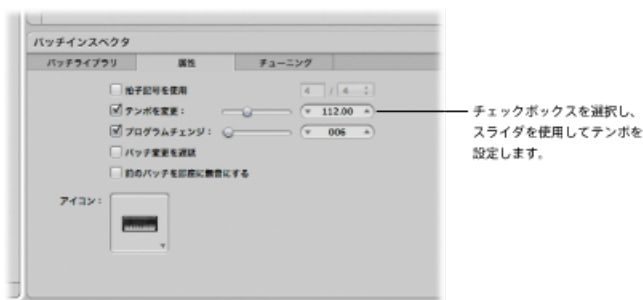 パッチインスペクタ
パッチライブラリ 属性 チューニング
拍子記号を使用 4 / 4
テンポを変更： 112.00
プログラムチェンジ： 006
パッチ変更を遅延
前のパッチを即座に無音にする
アイコン：
チェックボックスを選択し、
スライダを使用してテンポを
設定します。